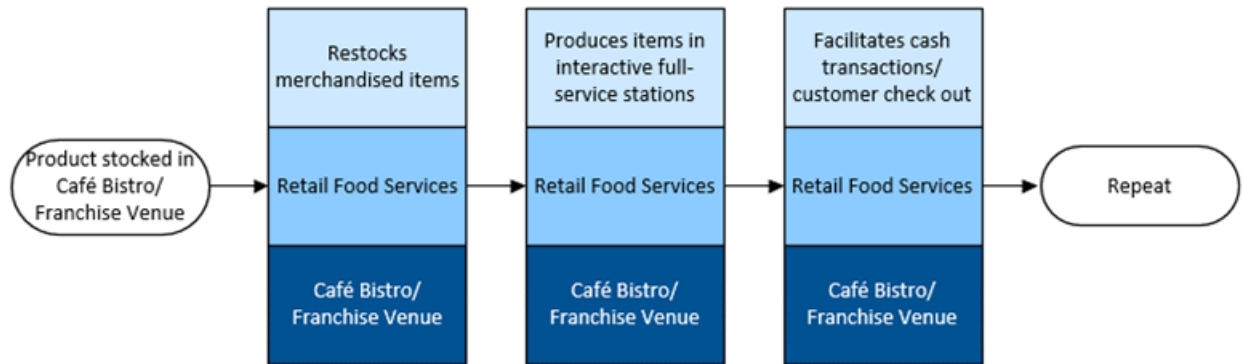 Product stocked in
Café Bistro/
Franchise Venue
Restocks
merchandised items
Retail Food Services
Café Bistro/
Franchise Venue
Produces items in
interactive full-
service stations
Retail Food Services
Café Bistro/
Franchise Venue
Facilitates cash
transactions/
customer check out
Retail Food Services
Café Bistro/
Franchise Venue
Repeat